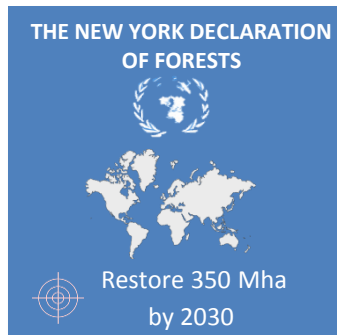 THE NEW YORK DECLARATION
OF FORESTS
Restore 350 Mha
by 2030